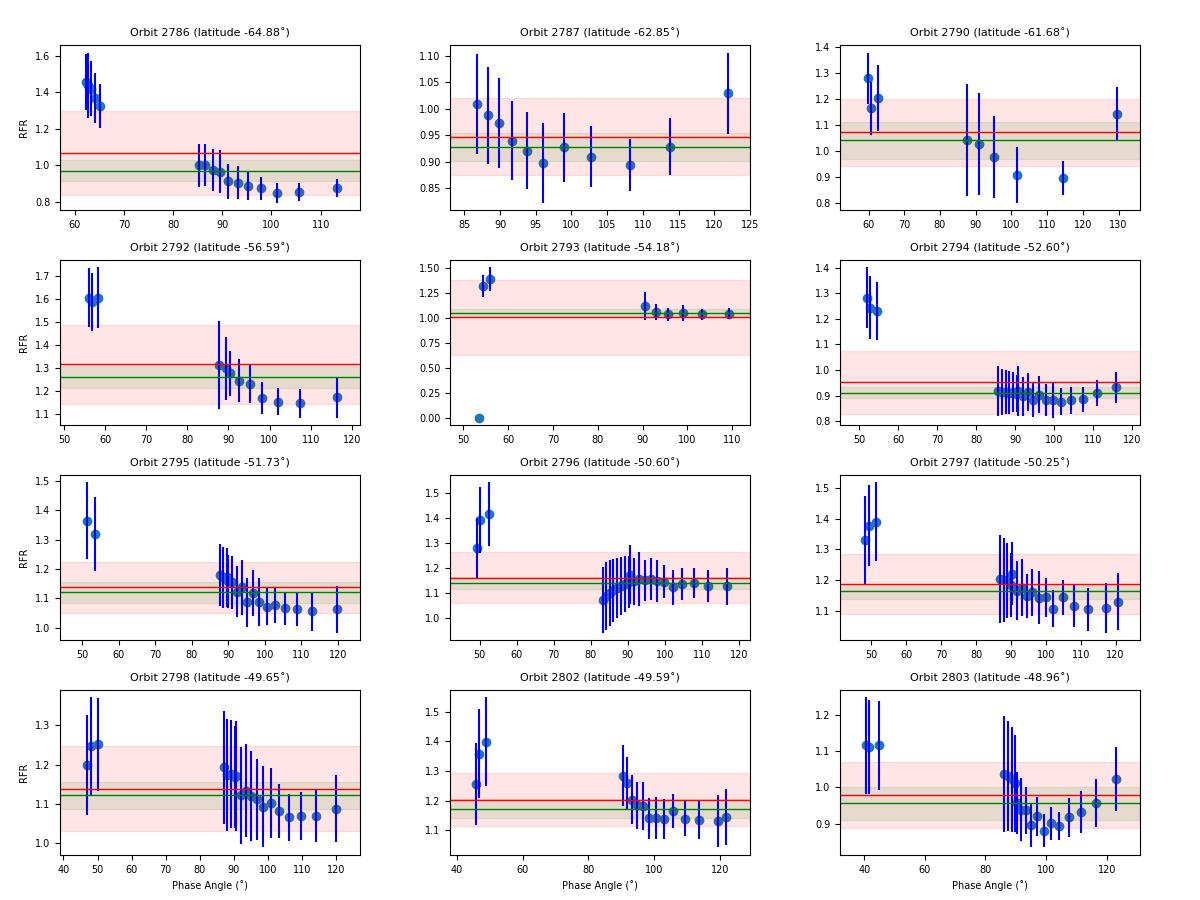 Orbit 2786 (latitude -64.88˚)
Orbit 2787 (latitude -62.85˚)
Orbit 2790 (latitude -61.68˚)
RFR
1.6
1.4
1.2
1.0
0.8
60 70 80 90 100 110
1.10
1.05
1.00
0.95
0.90
0.85
85 90 95 100 105 110 115 120 125
1.4
1.3
1.2
1.1
1.0
0.9
0.8
60 70 80 90 100 110 120 130
Orbit 2792 (latitude -56.59˚)
Orbit 2793 (latitude -54.18˚)
Orbit 2794 (latitude -52.60˚)
RFR
1.7
1.6
1.5
1.4
1.3
1.2
1.1
50 60 70 80 90 100 110 120
1.50
1.25
1.00
0.75
0.50
0.25
0.00
50 60 70 80 90 100 110
1.4
1.3
1.2
1.1
1.0
0.9
0.8
50 60 70 80 90 100 110 120
Orbit 2795 (latitude -51.73˚)
Orbit 2796 (latitude -50.60˚)
Orbit 2797 (latitude -50.25˚)
RFR
1.5
1.4
1.3
1.2
1.1
1.0
50 60 70 80 90 100 110 120
1.5
1.4
1.3
1.2
1.1
1.0
50 60 70 80 90 100 110 120
1.5
1.4
1.3
1.2
1.1
50 60 70 80 90 100 110 120
Orbit 2798 (latitude -49.65˚)
Orbit 2802 (latitude -49.59˚)
Orbit 2803 (latitude -48.96˚)
RFR
1.3
1.2
1.1
1.0
40 50 60 70 80 90 100 110 120
Phase Angle (˚)
1.5
1.4
1.3
1.2
1.1
40 60 80 100 120
Phase Angle (˚)
1.2
1.1
1.0
0.9
40 60 80 100 120
Phase Angle (˚)